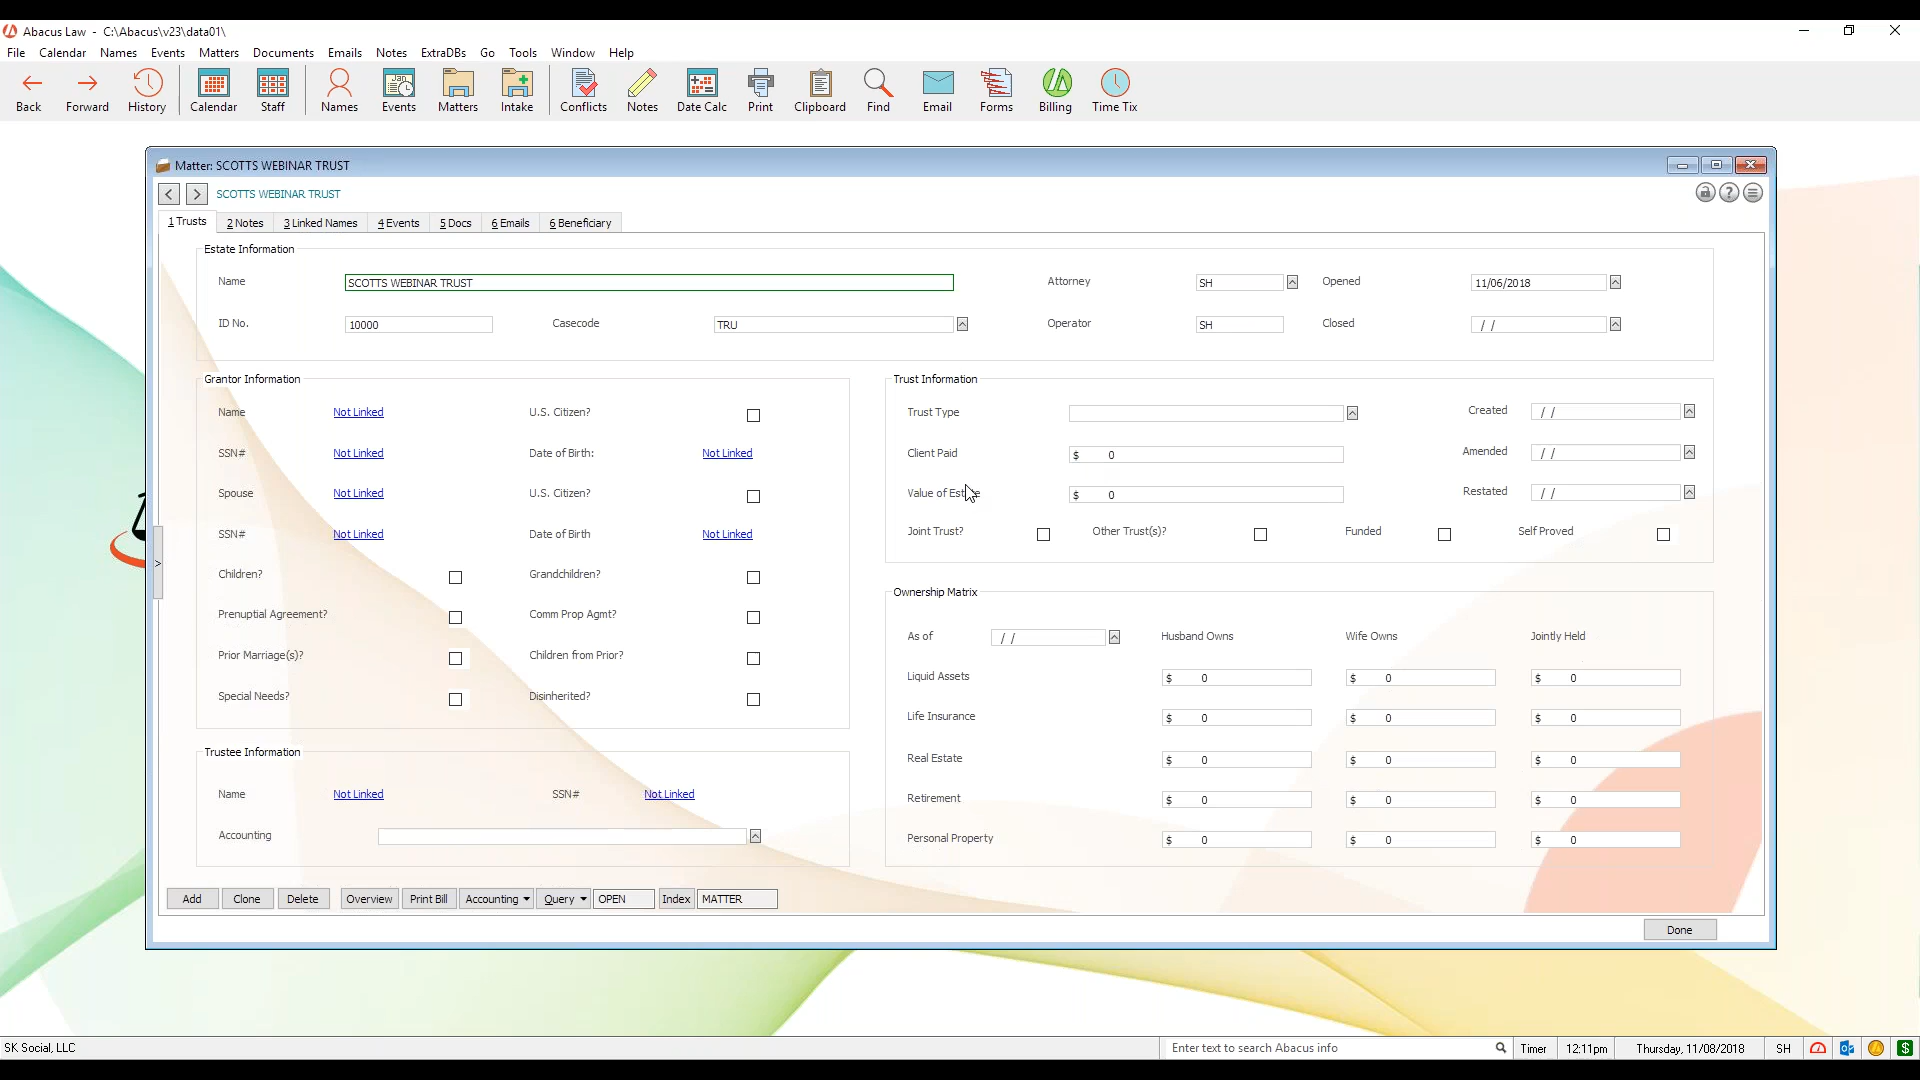 Abacus Law - C:\Abacus\v23\data01\
File Calendar Names Events Matters Documents Emails Notes ExtraDBs Go Tools Window Help
Back Forward History Calendar Staff Names Events Matters Intake Conflicts Notes Date Calc Print Clipboard Find Email Forms Billing Time Tix
Matter: SCOTTS WEBINAR TRUST
< > SCOTTS WEBINAR TRUST
1 Trusts 2 Notes 3 Linked Names 4 Events 5 Docs 6 Emails 6 Beneficiary
Estate Information
Name SCOTTS WEBINAR TRUST Attorney SH Opened 11/06/2018
ID No. 10000 Casecode TRU Operator SH Closed / /
Grantor Information
Name Not Linked U.S. Citizen?
SSN# Not Linked Date of Birth: Not Linked
Spouse Not Linked U.S. Citizen?
SSN# Not Linked Date of Birth Not Linked
Children? Grandchildren?
Prenuptial Agreement? Comm Prop Agmt?
Prior Marriage(s)? Children from Prior?
Special Needs? Disinherited?
Trustee Information
Name Not Linked SSN# Not Linked
Accounting
Trust Information
Trust Type Created / /
Client Paid $ 0 Amended / /
Value of Estate $ 0 Restated / /
Joint Trust? Other Trust(s)? Funded Self Proved
Ownership Matrix
As of / / Husband Owns Wife Owns Jointly Held
Liquid Assets $ 0 $ 0 $ 0
Life Insurance $ 0 $ 0 $ 0
Real Estate $ 0 $ 0 $ 0
Retirement $ 0 $ 0 $ 0
Personal Property $ 0 $ 0 $ 0
Add Clone Delete Overview Print Bill Accounting Query OPEN Index MATTER
Done
SK Social, LLC Enter text to search Abacus info Timer 12:11pm Thursday, 11/08/2018 SH